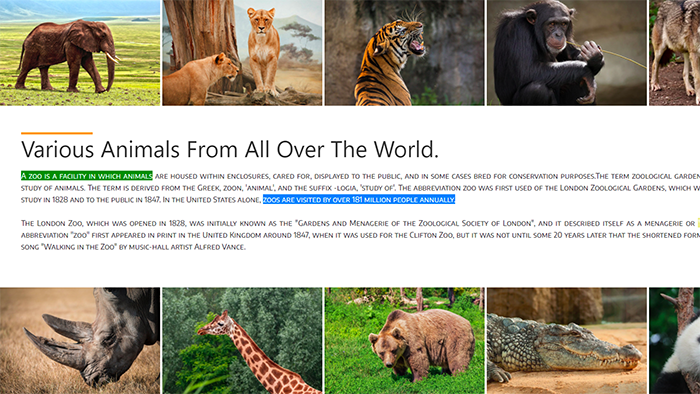 Various Animals From All Over The World.
A zoo is a facility in which animals are housed within enclosures, cared for, displayed to the public, and in some cases bred for conservation purposes.The term zoological garden
study of animals. The term is derived from the Greek, zoon, 'animal', and the suffix -logia, 'study of'. The abbreviation zoo was first used of the London Zoological Gardens, which w
study in 1828 and to the public in 1847. In the United States alone, zoos are visited by over 181 million people annually.
The London Zoo, which was opened in 1828, was initially known as the "Gardens and Menagerie of the Zoological Society of London", and it described itself as a menagerie or
abbreviation "zoo" first appeared in print in the United Kingdom around 1847, when it was used for the Clifton Zoo, but it was not until some 20 years later that the shortened form
song "Walking in the Zoo" by music-hall artist Alfred Vance.